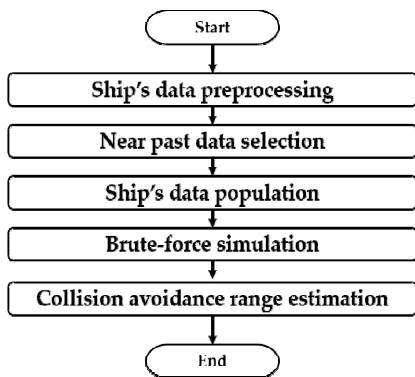 Start
Ship's data preprocessing
Near past data selection
Ship's data population
Brute-force simulation
Collision avoidance range estimation
End